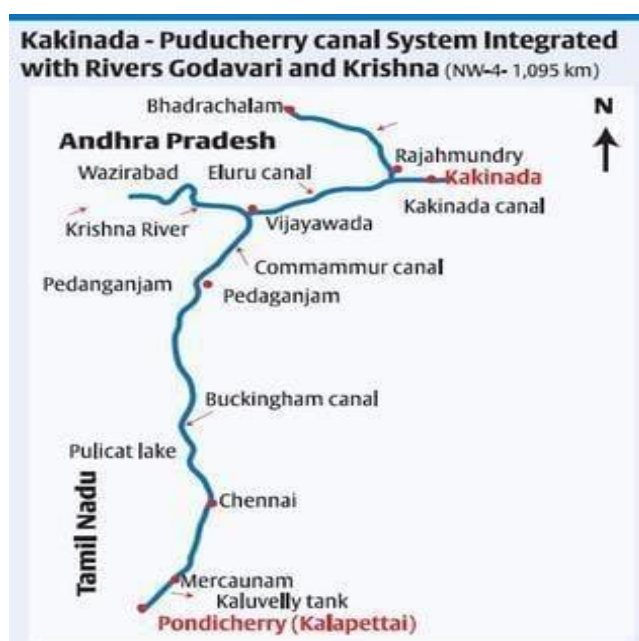 Kakinada - Puducherry canal System Integrated
with Rivers Godavari and Krishna (NW-4- 1,095 km)
Bhadrachalam
N
Andhra Pradesh
Rajahmundry
Wazirabad
Eluru canal
Kakinada
Kakinada canal
Krishna River
Vijayawada
Commammur canal
Pedanganjam
Pedaganjam
Buckingham canal
Pulicat lake
Tamil Nadu
Chennai
Mercaunam
Kaluvelly tank
Pondicherry (Kalapettai)